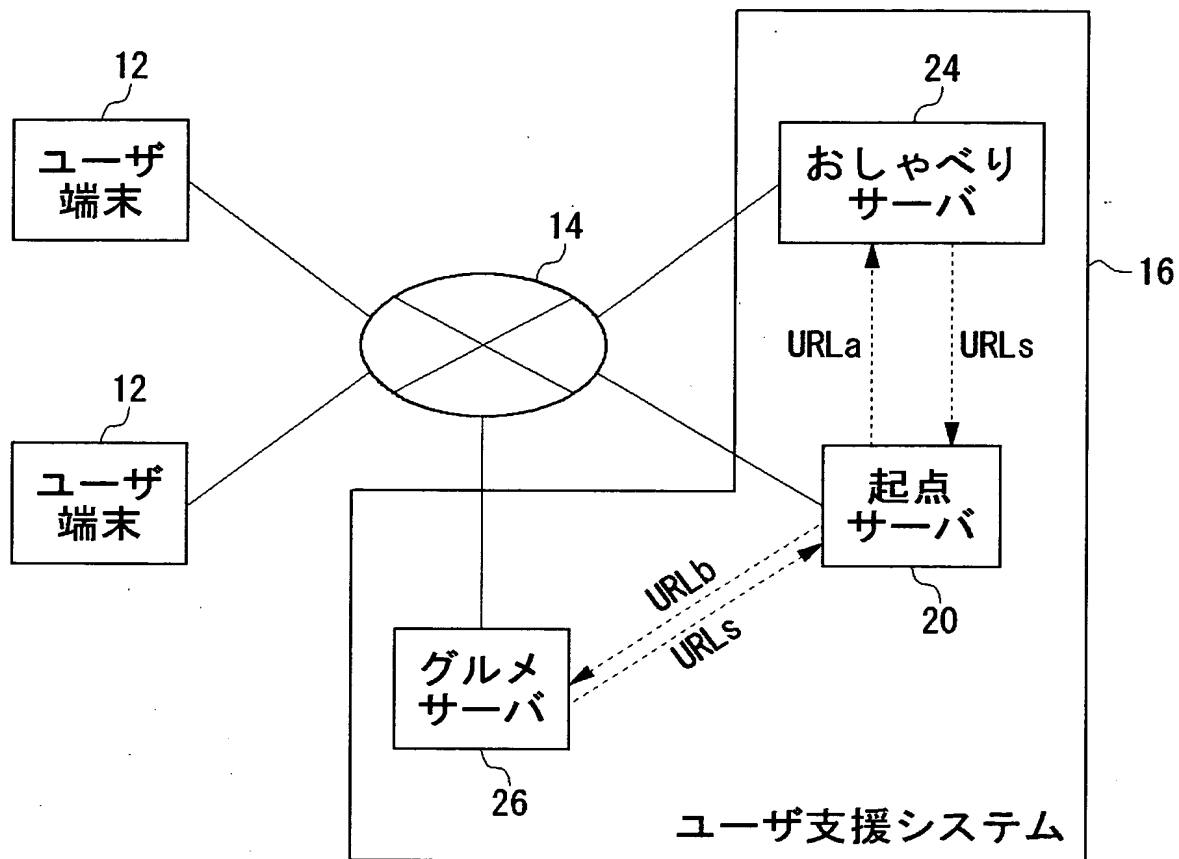 12
ユーザ
端末
24
おしゃべり
サーバ
14
16
URLa
URLs
12
ユーザ
端末
起点
サーバ
20
URLb
URLs
グルメ
サーバ
26
ユーザ支援システム